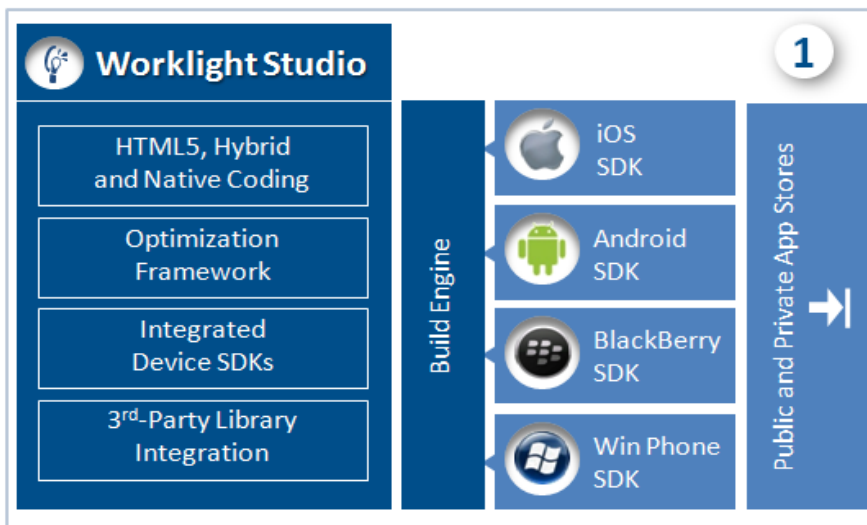 Worklight Studio
1
HTML5, Hybrid
and Native Coding
Optimization
Framework
Integrated
Device SDKs
3rd-Party Library
Integration
Build Engine
iOS
SDK
Android
SDK
BlackBerry
SDK
Win Phone
SDK
Public and Private App Stores